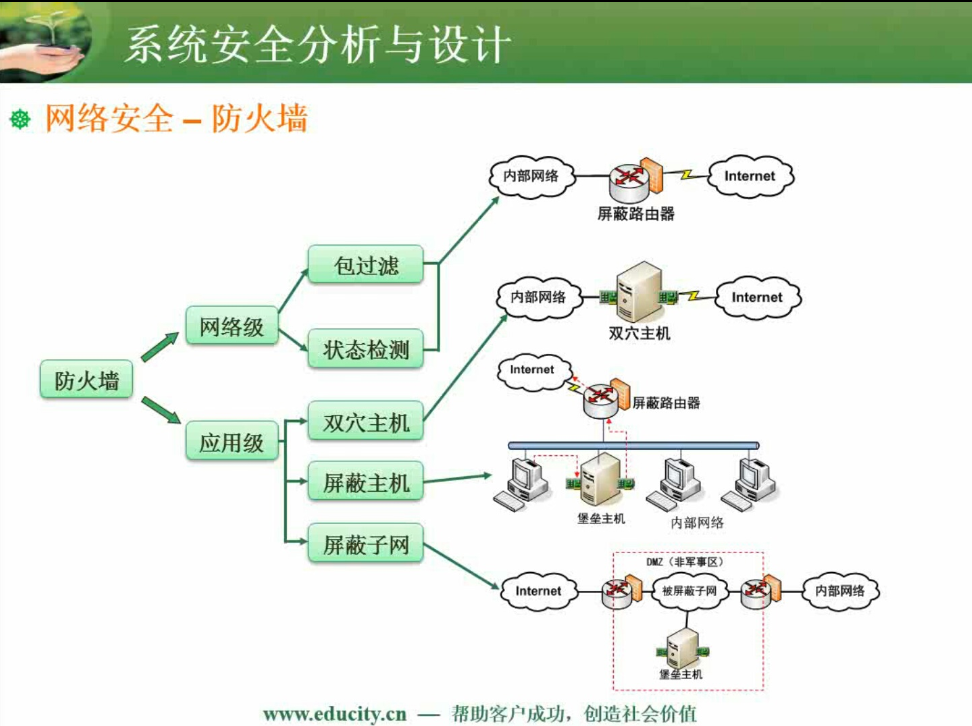 系统安全分析与设计
网络安全 – 防火墙
内部网络
Internet
屏蔽路由器
包过滤
内部网络
Internet
双穴主机
网络级
状态检测
Internet
屏蔽路由器
防火墙
双穴主机
应用级
屏蔽主机
堡垒主机
内部网络
屏蔽子网
DMZ（非军事区）
Internet
被屏蔽子网
内部网络
堡垒主机
www.educity.cn — 帮助客户成功，创造社会价值